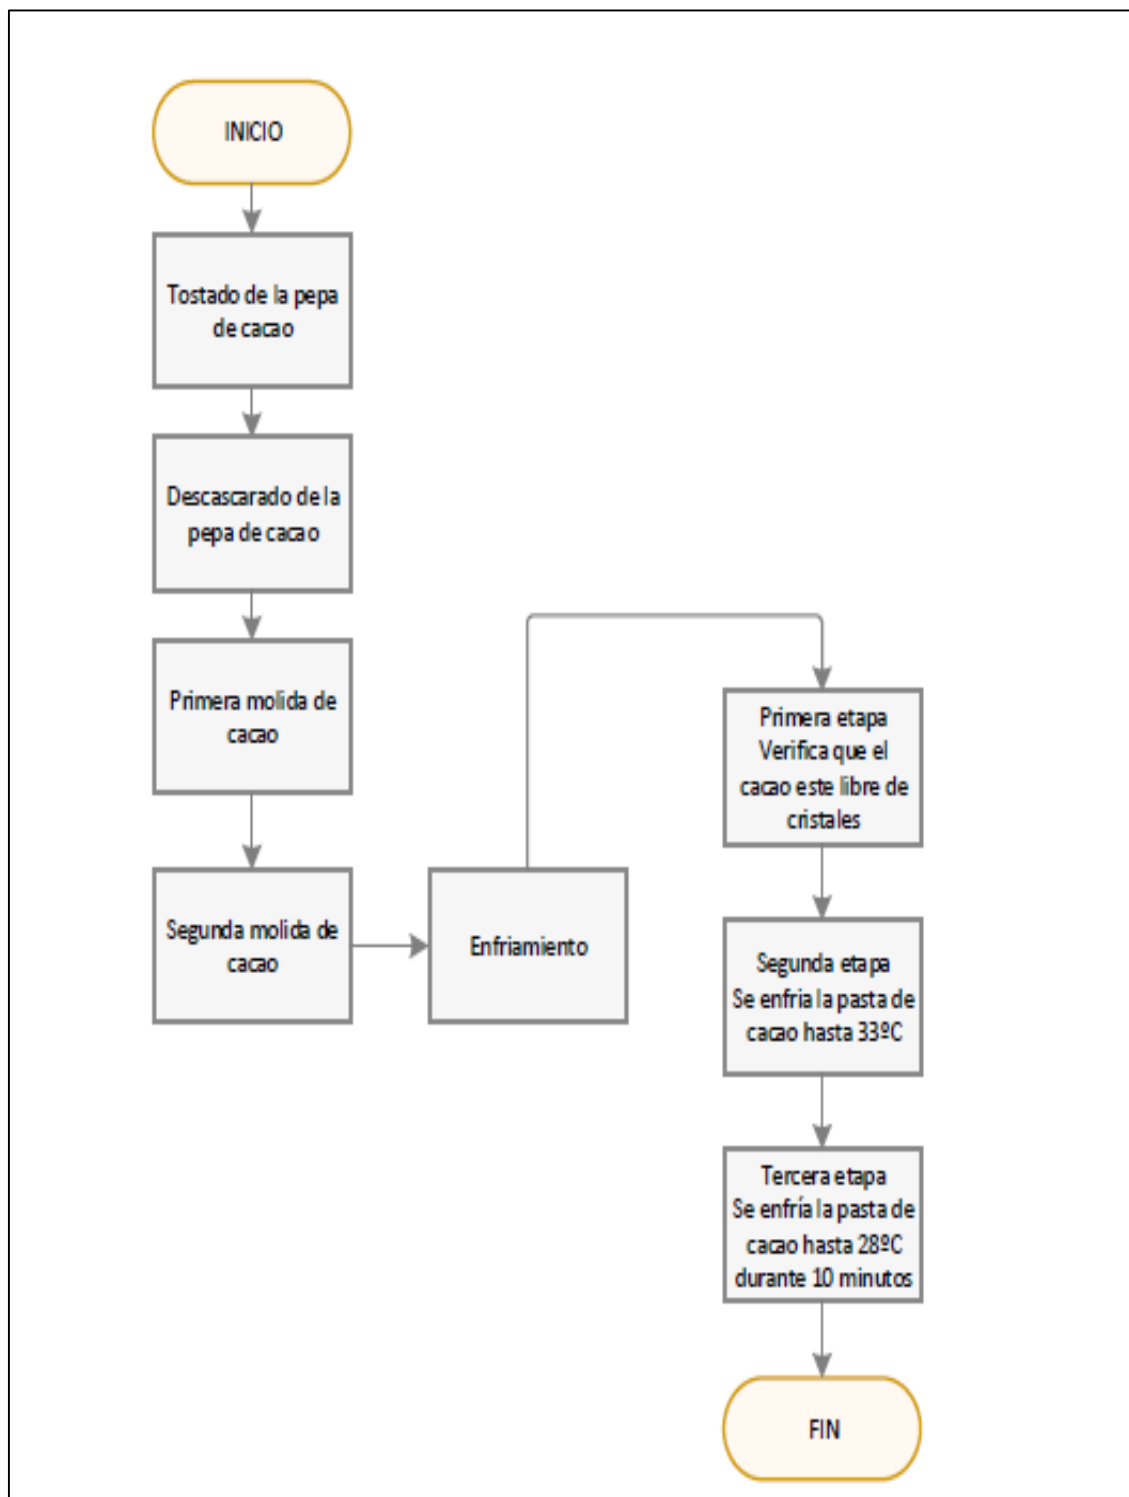 INICIO
Tostado de la pepa
de cacao
Descascarado de la
pepa de cacao
Primera molida de
cacao
Segunda molida de
cacao
Enfriamiento
Primera etapa
Verifica que el
cacao este libre de
cristales
Segunda etapa
Se enfria la pasta de
cacao hasta 33ºC
Tercera etapa
Se enfría la pasta de
cacao hasta 28ºC
durante 10 minutos
FIN